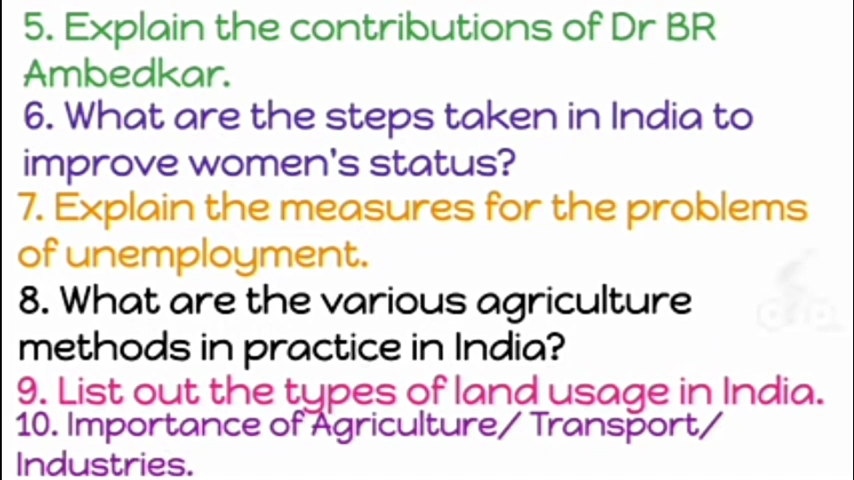 5. Explain the contributions of Dr BR
Ambedkar.
6. What are the steps taken in India to
improve women's status?
7. Explain the measures for the problems
of unemployment.
8. What are the various agriculture
methods in practice in India?
9. List out the types of land usage in India.
10. Importance of Agriculture/ Transport/
Industries.